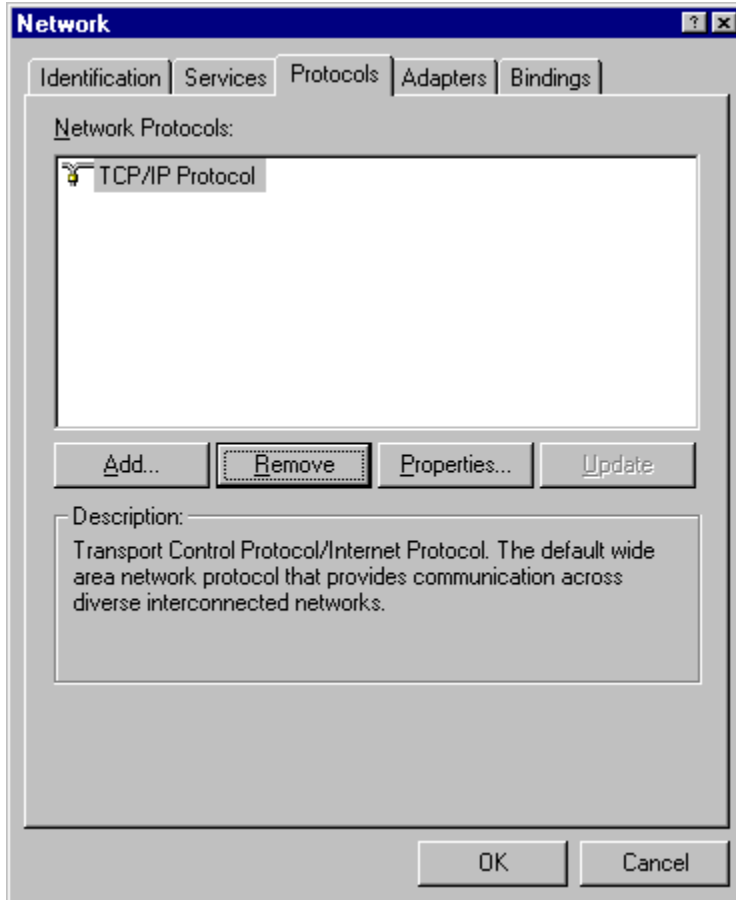 Network
Identification Services Protocols Adapters Bindings
Network Protocols:
TCP/IP Protocol
Add... Remove Properties... Update
Description:
Transport Control Protocol/Internet Protocol. The default wide
area network protocol that provides communication across
diverse interconnected networks.
OK Cancel